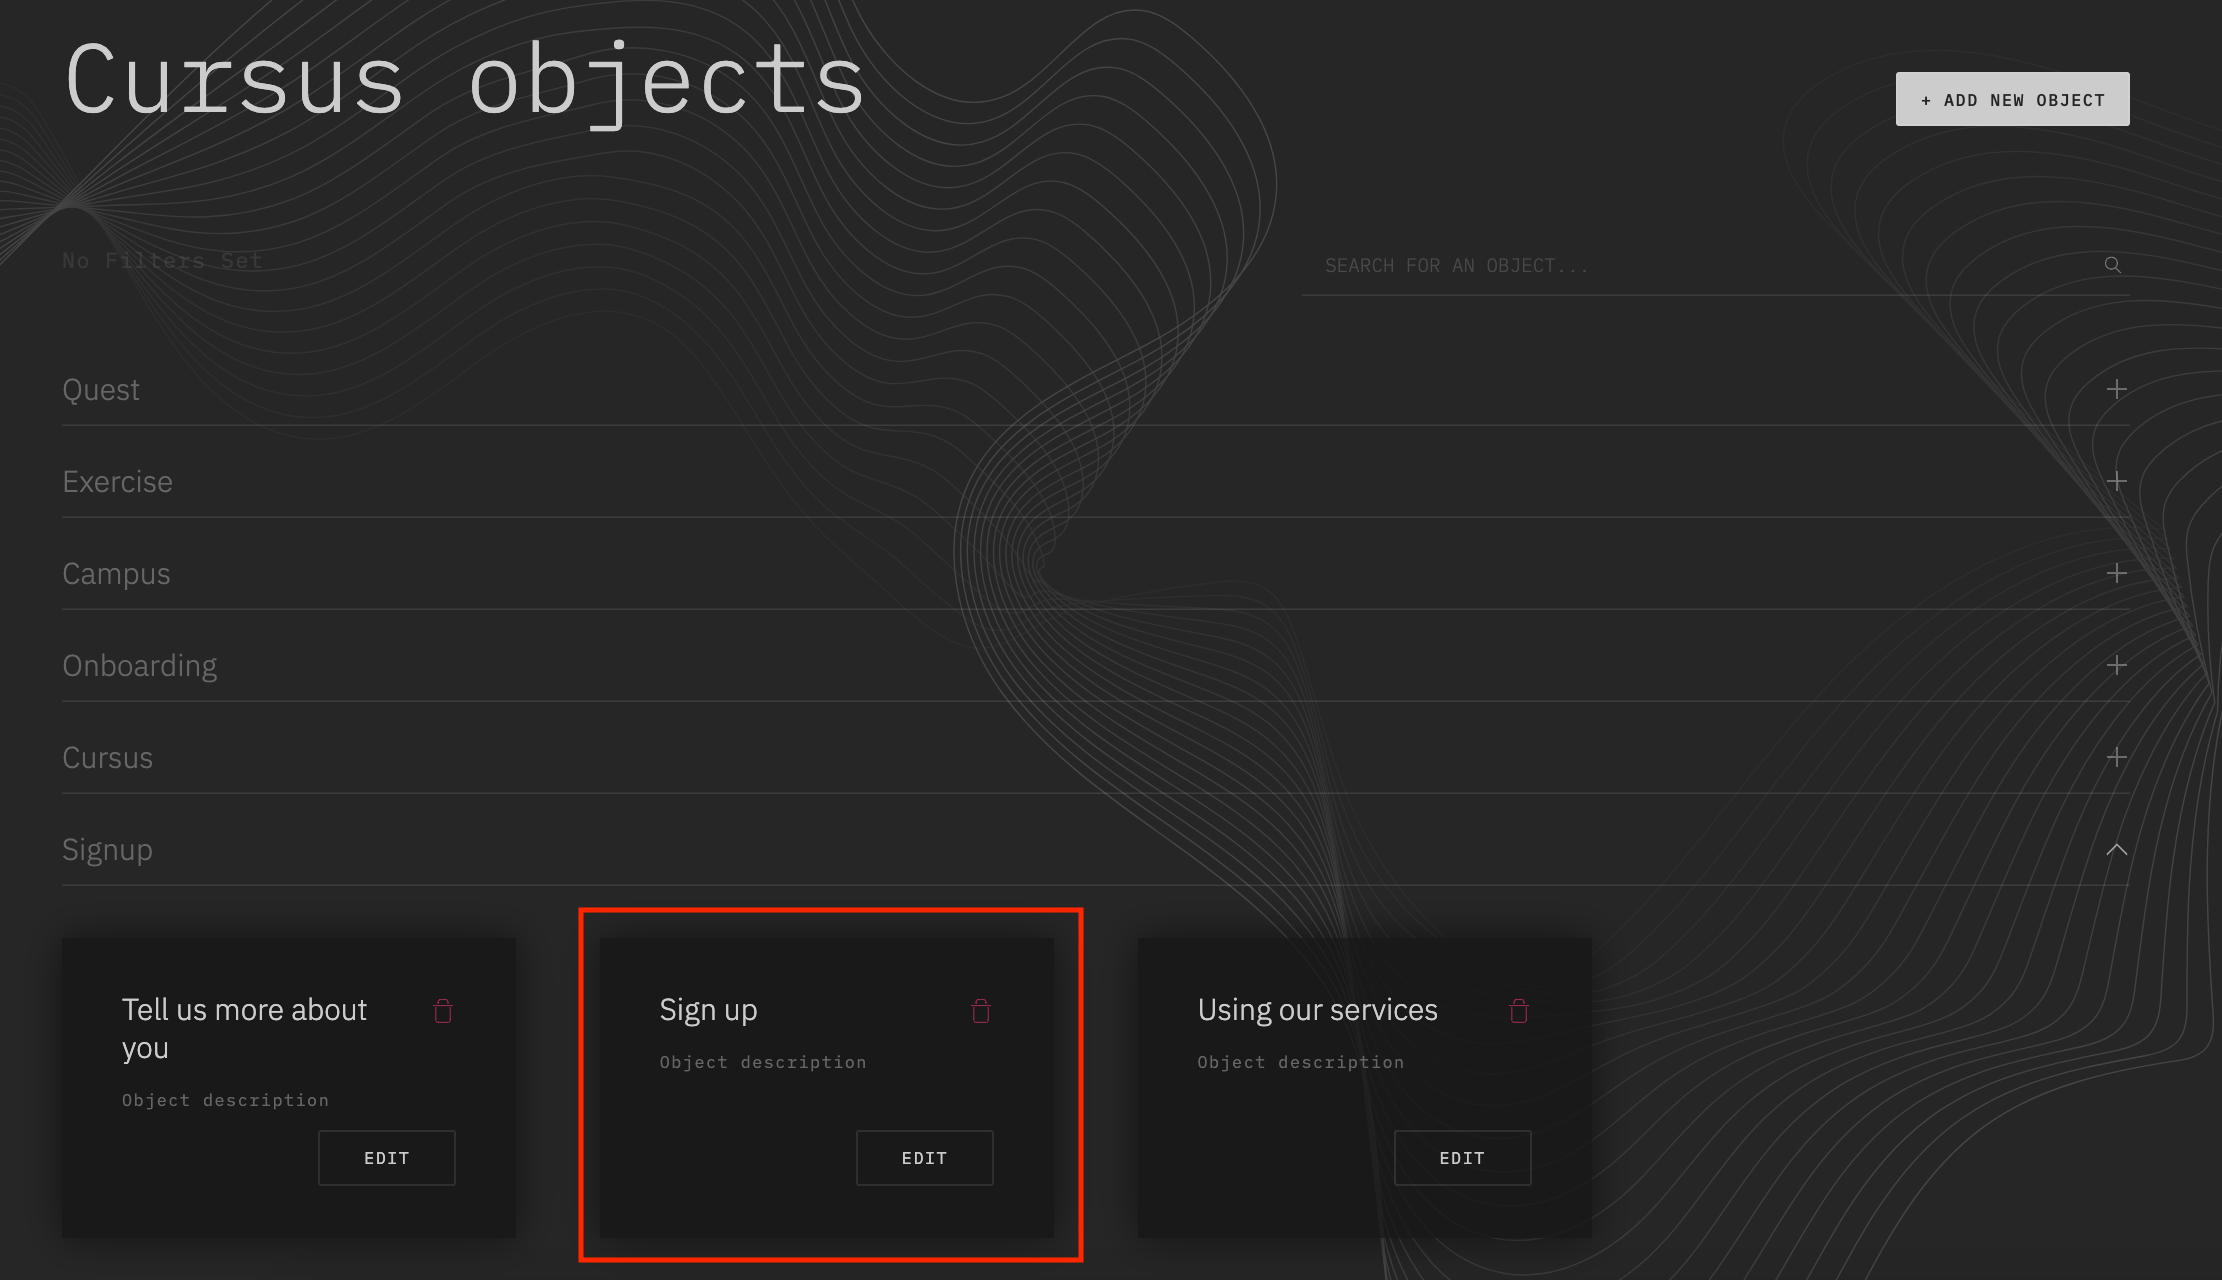 Cursus objects
+ ADD NEW OBJECT
No Filters Set
SEARCH FOR AN OBJECT...
Quest
Exercise
Campus
Onboarding
Cursus
Signup
Tell us more about
you
Object description
EDIT
Sign up
Object description
EDIT
Using our services
Object description
EDIT